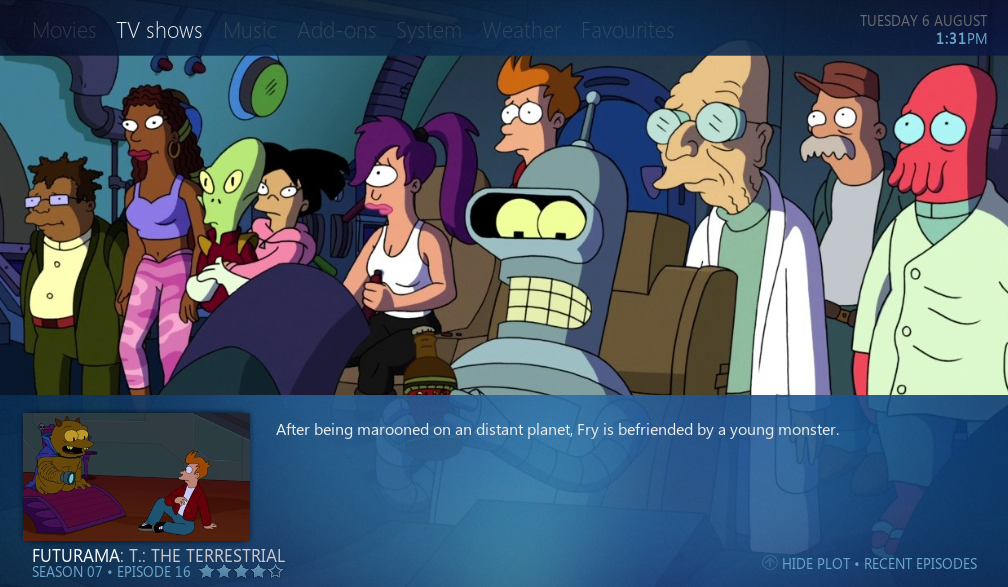 Movies TV shows Music Add-ons System Weather Favourites
TUESDAY 6 AUGUST
1:31PM
After being marooned on an distant planet, Fry is befriended by a young monster.
FUTURAMA: T.: THE TERRESTRIAL
SEASON 07 • EPISODE 16
HIDE PLOT • RECENT EPISODES